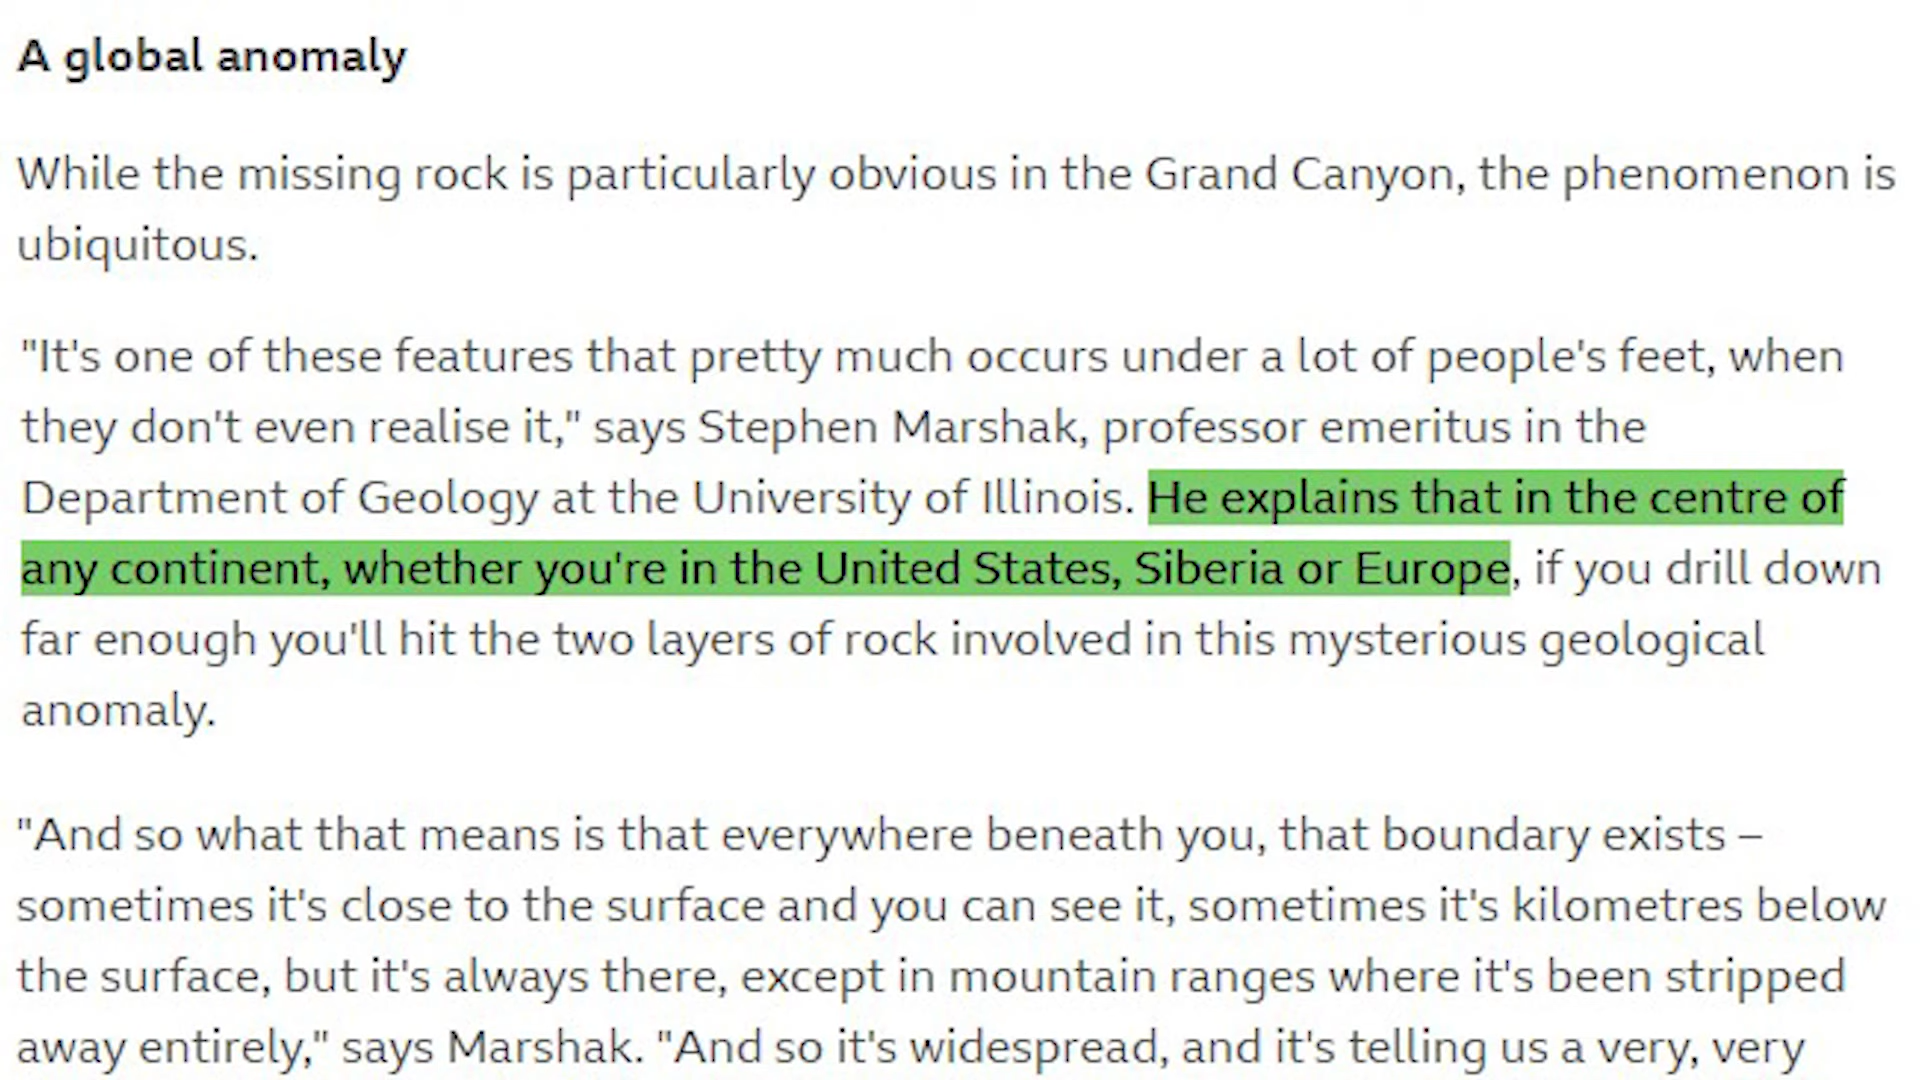 A global anomaly
While the missing rock is particularly obvious in the Grand Canyon, the phenomenon is
ubiquitous.
"It's one of these features that pretty much occurs under a lot of people's feet, when
they don't even realise it," says Stephen Marshak, professor emeritus in the
Department of Geology at the University of Illinois. He explains that in the centre of
any continent, whether you're in the United States, Siberia or Europe, if you drill down
far enough you'll hit the two layers of rock involved in this mysterious geological
anomaly.
"And so what that means is that everywhere beneath you, that boundary exists –
sometimes it's close to the surface and you can see it, sometimes it's kilometres below
the surface, but it's always there, except in mountain ranges where it's been stripped
away entirely," says Marshak. "And so it's widespread, and it's telling us a very, very